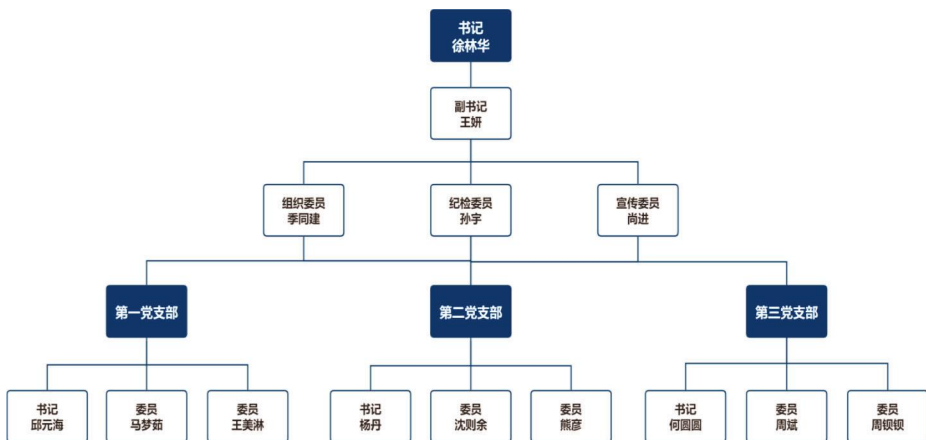 书记
徐林华
副书记
王妍
组织委员
季同建
纪检委员
孙宇
宣传委员
尚进
第一党支部
第二党支部
第三党支部
书记
邱元海
委员
马梦茹
委员
王美淋
书记
杨丹
委员
沈则余
委员
熊彦
书记
何圆圆
委员
周斌
委员
周钡钡